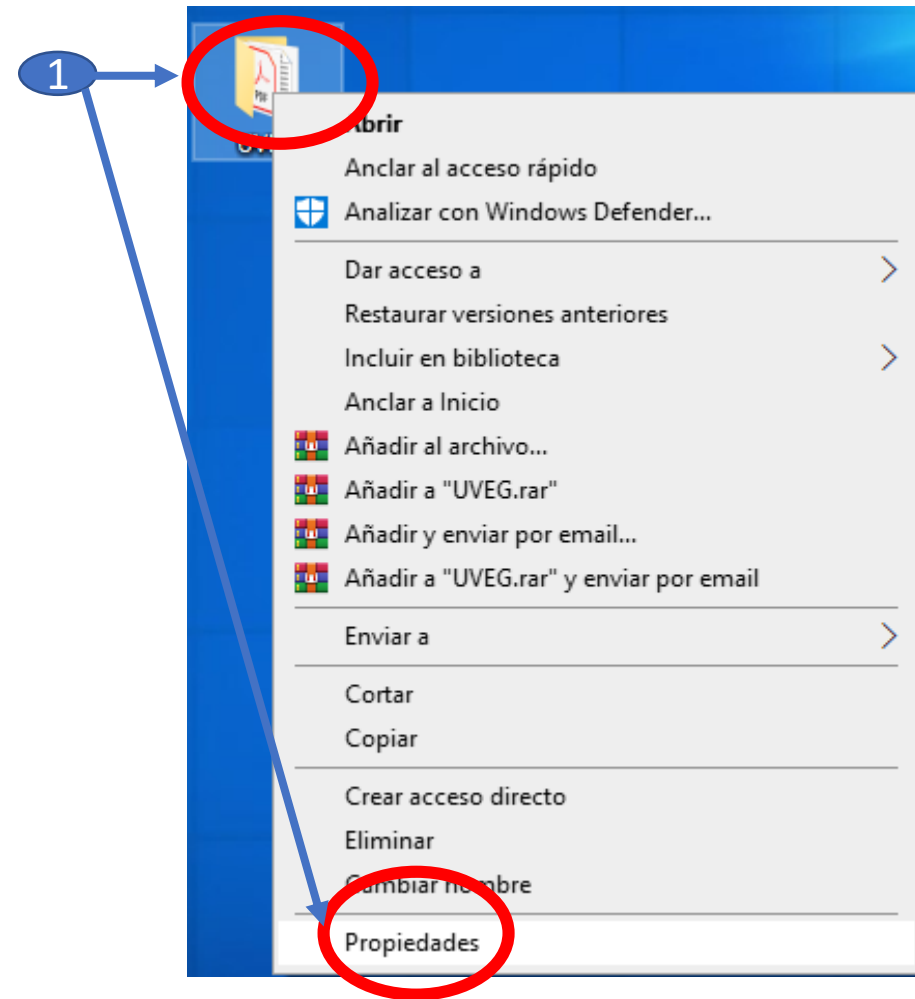 1
PDF
Abrir
Anclar al acceso rápido
Analizar con Windows Defender...
Dar acceso a
Restaurar versiones anteriores
Incluir en biblioteca
Anclar a Inicio
Añadir al archivo...
Añadir a "UVEG.rar"
Añadir y enviar por email...
Añadir a "UVEG.rar" y enviar por email
Enviar a
Cortar
Copiar
Crear acceso directo
Eliminar
Cambiar nombre
Propiedades